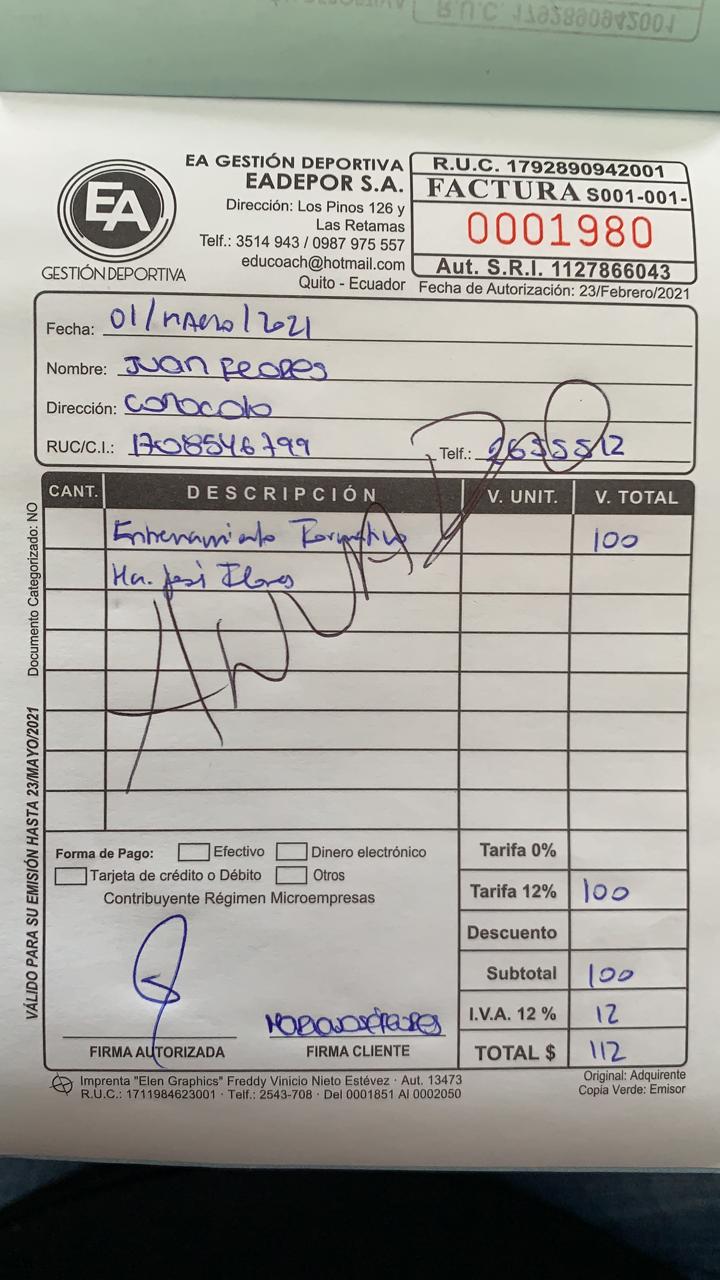 R.U.C. 1792890942001
EA
GESTIÓN DEPORTIVA
EA GESTIÓN DEPORTIVA
EADEPOR S.A.
Dirección: Los Pinos 126 y
Las Retamas
Telf.: 3514 943 / 0987 975 557
educoach@hotmail.com
Quito - Ecuador
R.U.C. 1792890942001
FACTURA S001-001-
0001980
Aut. S.R.I. 1127866043
Fecha de Autorización: 23/Febrero/2021
Fecha: 01/marzo/2021
Nombre: Juan Flores
Dirección: Conocoto
RUC/C.I.: 1708546799 Telf.: 2655512
CANT. DESCRIPCIÓN V. UNIT. V. TOTAL
Entrenamiento Formativo 100
Ma. José Flores
ANULADO
Documento Categorizado: NO
VÁLIDO PARA SU EMISIÓN HASTA 23/MAYO/2021
Forma de Pago: Efectivo Dinero electrónico
Tarjeta de crédito o Débito Otros
Contribuyente Régimen Microempresas
Tarifa 0%
Tarifa 12% 100
Descuento
Subtotal 100
I.V.A. 12 % 12
TOTAL $ 112
FIRMA AUTORIZADA FIRMA CLIENTE
Imprenta "Elen Graphics" Freddy Vinicio Nieto Estévez · Aut. 13473
R.U.C.: 1711984623001 · Telf.: 2543-708 · Del 0001851 Al 0002050
Original: Adquirente
Copia Verde: Emisor